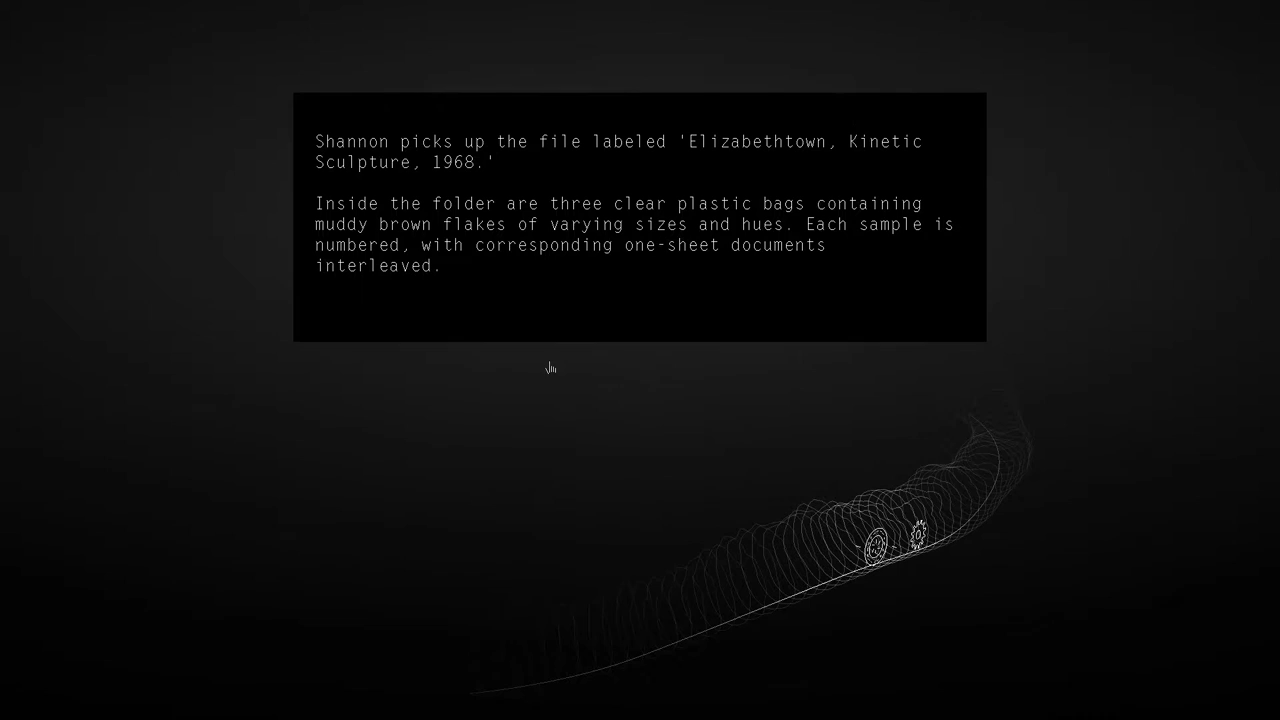 Shannon picks up the file labeled 'Elizabethtown, Kinetic
Sculpture, 1968.'
Inside the folder are three clear plastic bags containing
muddy brown flakes of varying sizes and hues. Each sample is
numbered, with corresponding one-sheet documents
interleaved.